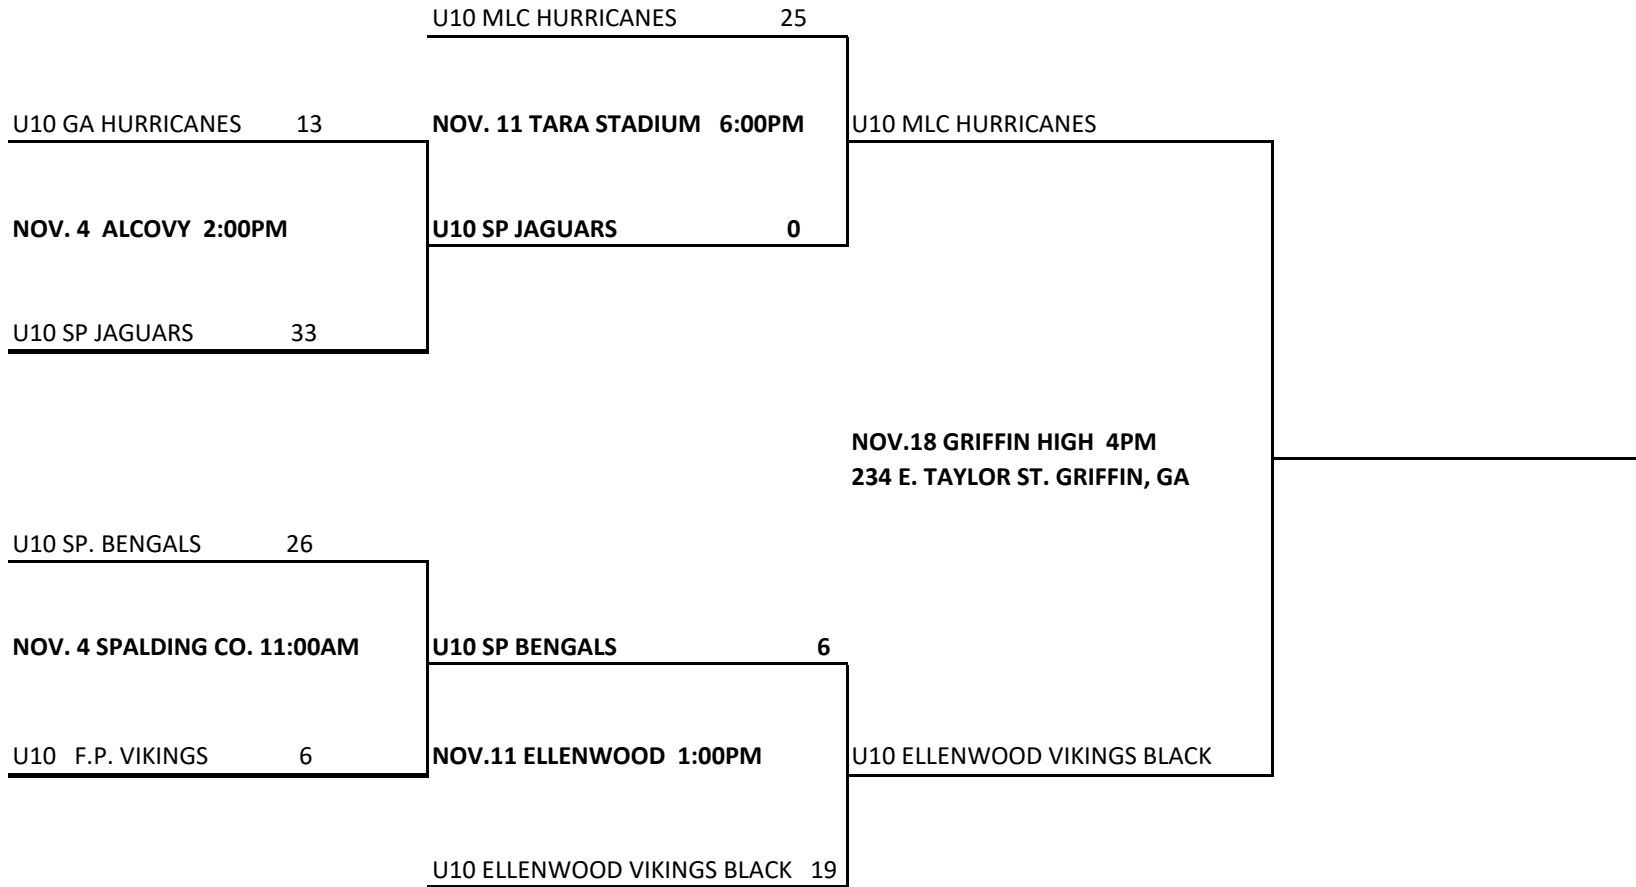 U10 MLC HURRICANES 25
U10 GA HURRICANES 13
NOV. 11 TARA STADIUM 6:00PM
U10 MLC HURRICANES
NOV. 4 ALCOVY 2:00PM
U10 SP JAGUARS 0
U10 SP JAGUARS 33
NOV.18 GRIFFIN HIGH 4PM
234 E. TAYLOR ST. GRIFFIN, GA
U10 SP. BENGALS 26
NOV. 4 SPALDING CO. 11:00AM
U10 SP BENGALS 6
U10 F.P. VIKINGS 6
NOV.11 ELLENWOOD 1:00PM
U10 ELLENWOOD VIKINGS BLACK
U10 ELLENWOOD VIKINGS BLACK 19